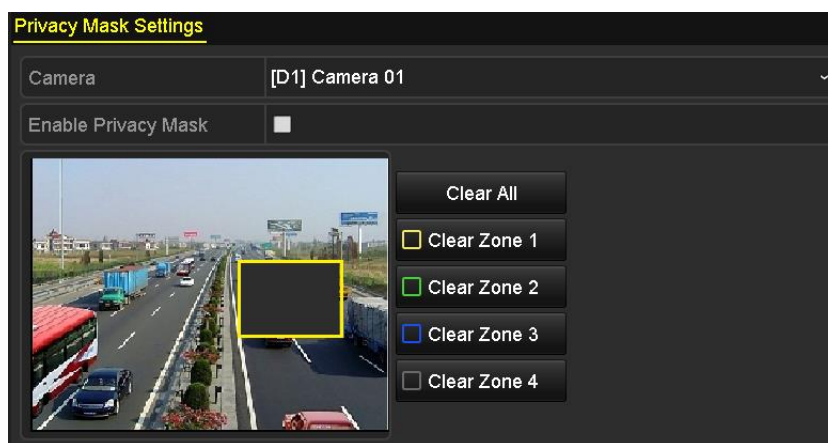 Privacy Mask Settings
Camera
[D1] Camera 01
Enable Privacy Mask
Clear All
Clear Zone 1
Clear Zone 2
Clear Zone 3
Clear Zone 4